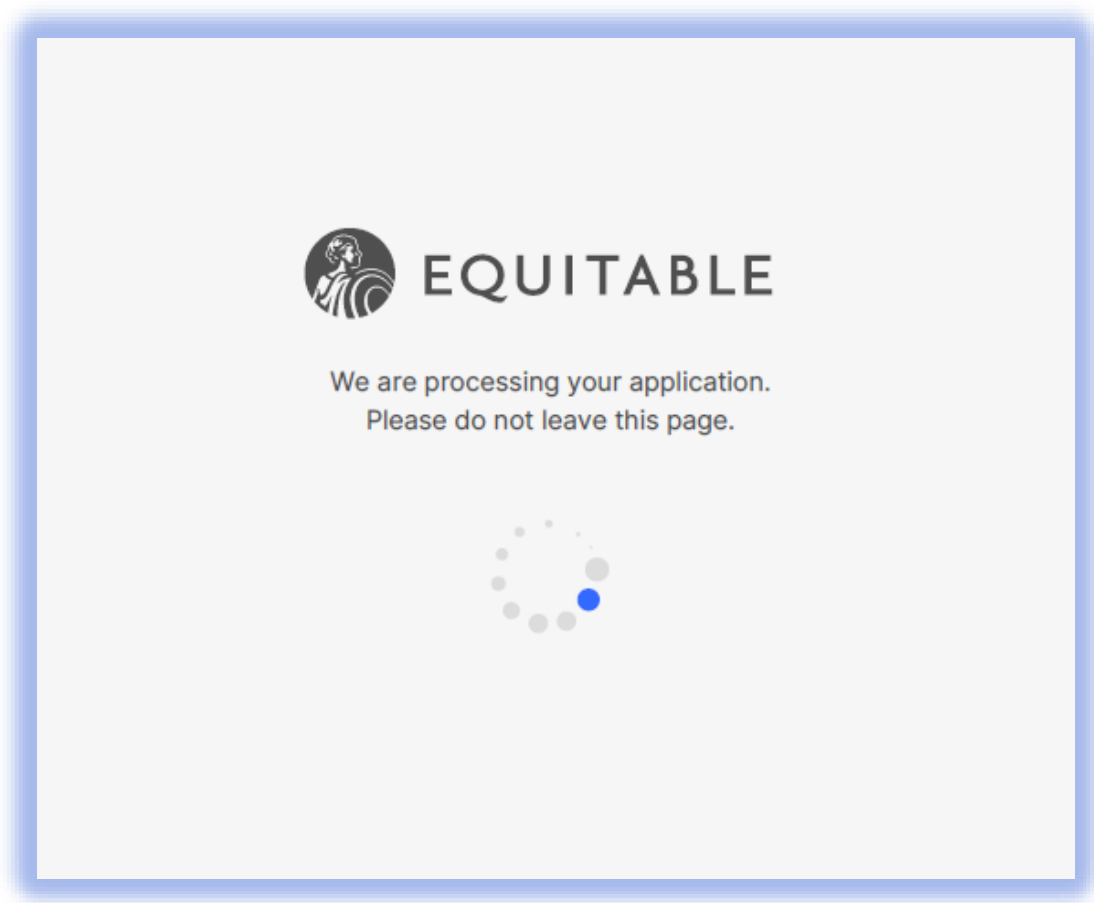 EQUITABLE
We are processing your application.
Please do not leave this page.